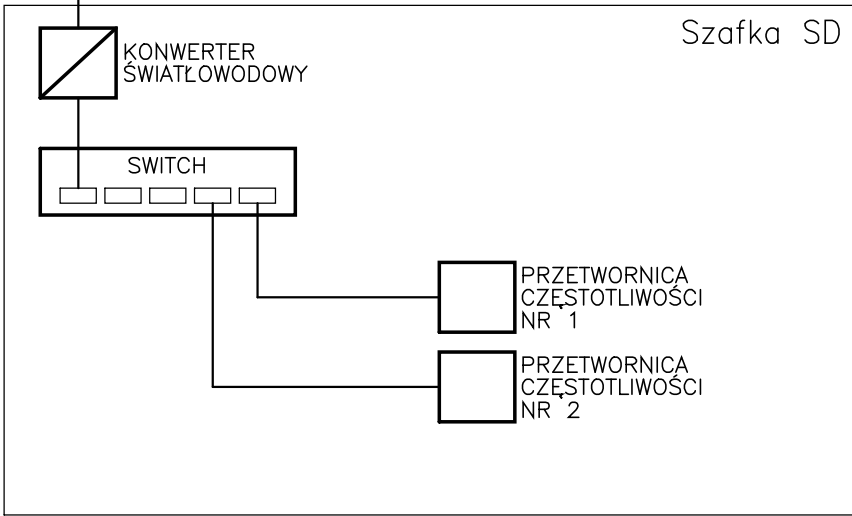 Szafka SD
KONWERTER
ŚWIATŁOWODOWY
SWITCH
PRZETWORNICA
CZĘSTOTLIWOŚCI
NR 1
PRZETWORNICA
CZĘSTOTLIWOŚCI
NR 2